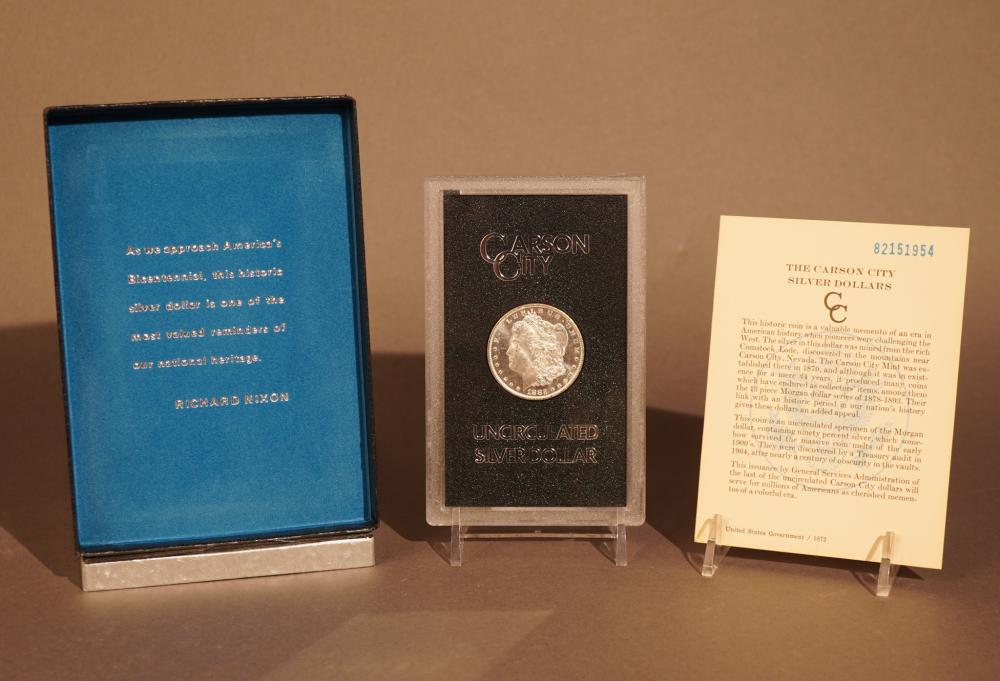 As we approach America's
Bicentennial, this historic
silver dollar is one of the
most valued reminders of
our national heritage.
RICHARD NIXON
CARSON
CITY
UNCIRCULATED
SILVER DOLLAR
82151954
THE CARSON CITY
SILVER DOLLARS
CC
This historic coin is a valuable memento of an era in
American history when pioneers were challenging the
West. The silver in this dollar was mined from the rich
Comstock Lode, discovered in the mountains near
Carson City, Nevada. The Carson City Mint was es-
tablished there in 1870, and although it was in exist-
ence for a mere 24 years, it produced many coins
which have endured as collectors' items, among them
the 13 piece Morgan dollar series of 1878-1893. Their
link with an historic period in our nation's history
gives these dollars an added appeal.
This coin is an uncirculated specimen of the Morgan
dollar, containing ninety percent silver, which some-
how survived the massive coin melts of the early
1900's. They were discovered by a Treasury audit in
1964, after nearly a century of obscurity in the vaults.
This issuance by General Services Administration of
the last of the uncirculated Carson City dollars will
serve for millions of Americans as cherished memen-
tos of a colorful era.
United States Government / 1972